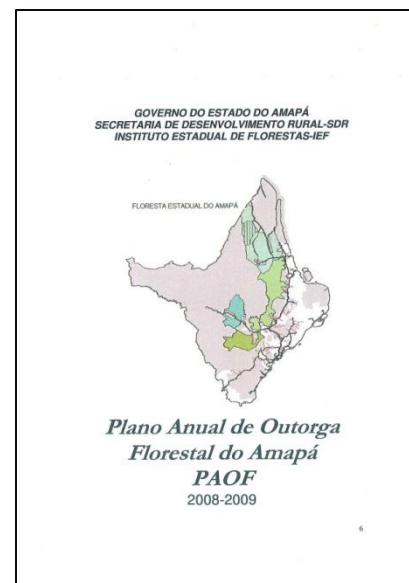 GOVERNO DO ESTADO DO AMAPÁ
SECRETARIA DE DESENVOLVIMENTO RURAL-SDR
INSTITUTO ESTADUAL DE FLORESTAS-IEF
FLORESTA ESTADUAL DO AMAPÁ
Plano Anual de Outorga
Florestal do Amapá
PAOF
2008-2009
6